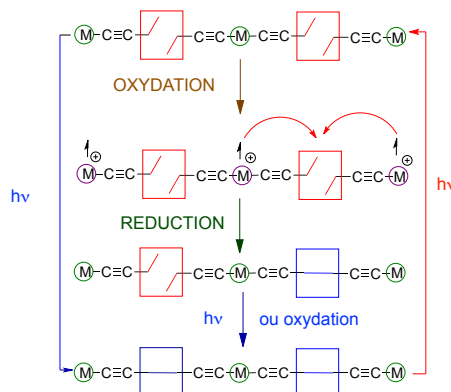 M-C≡C-C≡C-M-C≡C-C≡C-M
OXYDATION
⊕ ⊕ ⊕
M-C≡C-C≡C-M-C≡C-C≡C-M
hν
hν
REDUCTION
M-C≡C-C≡C-M-C≡C-C≡C-M
hν ou oxydation
M-C≡C-C≡C-M-C≡C-C≡C-M